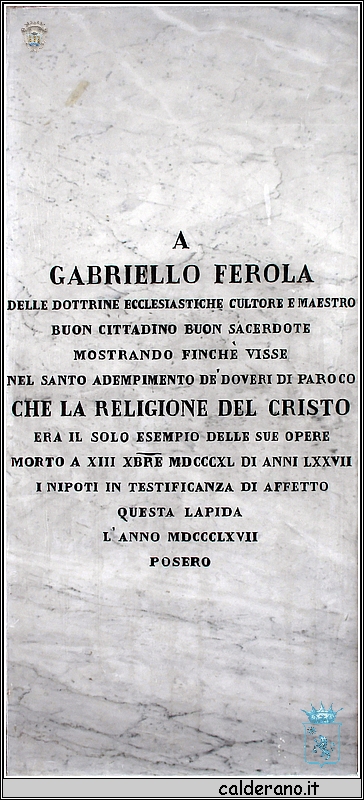 A
GABRIELLO FEROLA
DELLE DOTTRINE ECCLESIASTICHE CULTORE E MAESTRO
BUON CITTADINO BUON SACERDOTE
MOSTRANDO FINCHÈ VISSE
NEL SANTO ADEMPIMENTO DE' DOVERI DI PAROCO
CHE LA RELIGIONE DEL CRISTO
ERA IL SOLO ESEMPIO DELLE SUE OPERE
MORTO A XIII XBRE MDCCCXL DI ANNI LXXVII
I NIPOTI IN TESTIFICANZA DI AFFETTO
QUESTA LAPIDA
L'ANNO MDCCCLXVII
POSERO
calderano.it